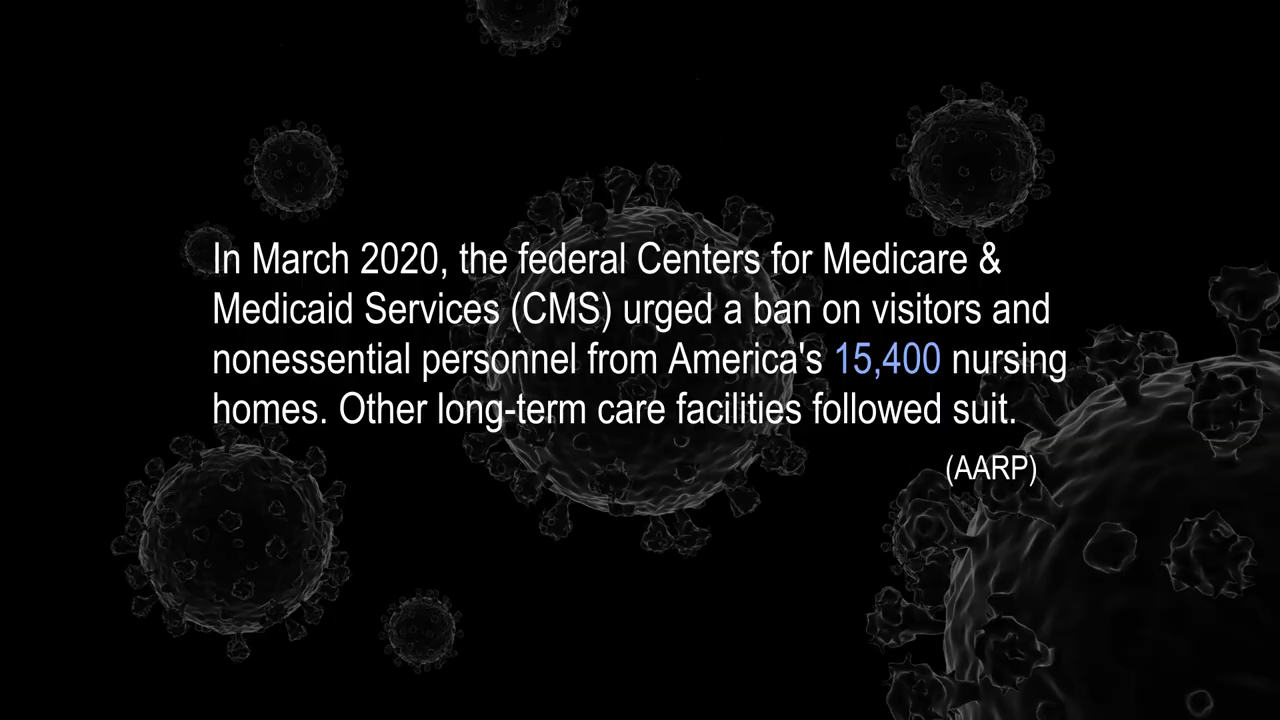 In March 2020, the federal Centers for Medicare &
Medicaid Services (CMS) urged a ban on visitors and
nonessential personnel from America's 15,400 nursing
homes. Other long-term care facilities followed suit.
(AARP)